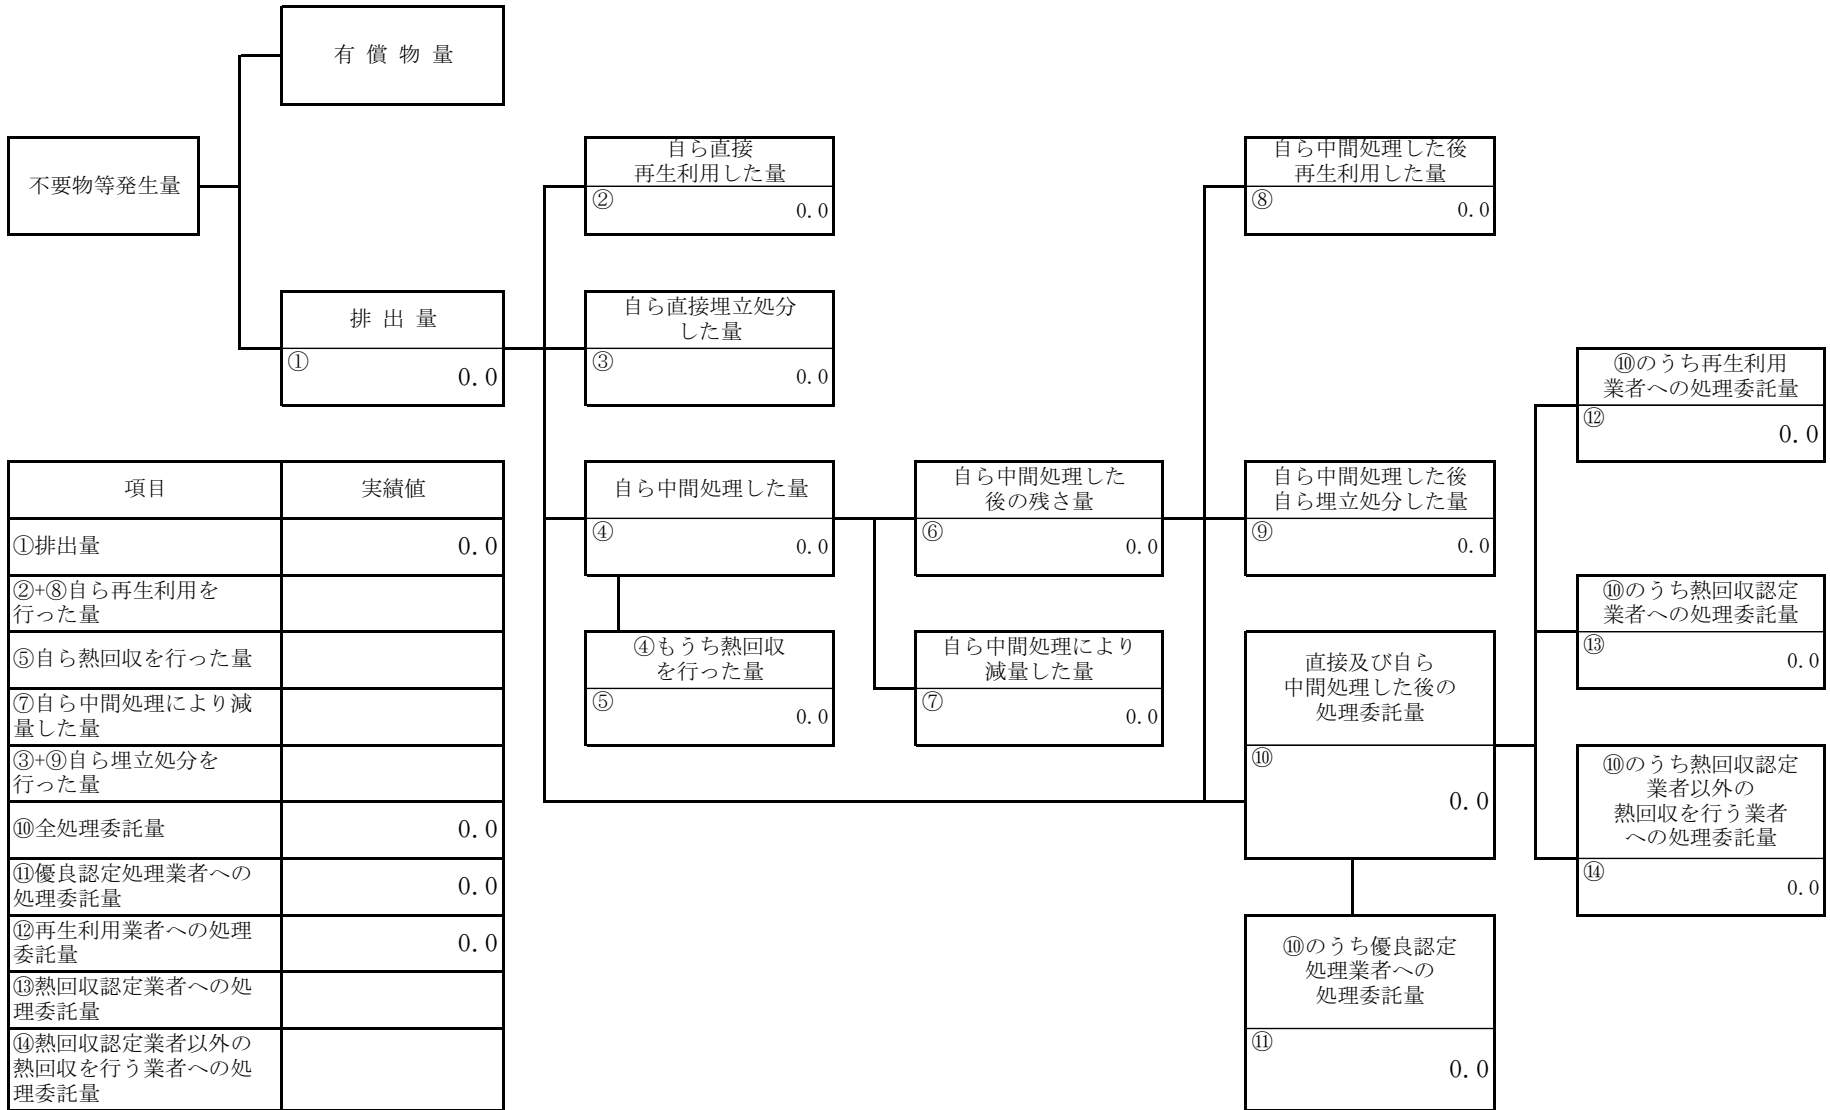 有 償 物 量
不要物等発生量
排 出 量
①
0.0
自ら直接
再生利用した量
②
0.0
自ら直接埋立処分
した量
③
0.0
自ら中間処理した量
④
0.0
④もうち熱回収
を行った量
⑤
0.0
自ら中間処理した
後の残さ量
⑥
0.0
自ら中間処理により
減量した量
⑦
0.0
自ら中間処理した後
再生利用した量
⑧
0.0
自ら中間処理した後
自ら埋立処分した量
⑨
0.0
直接及び自ら
中間処理した後の
処理委託量
⑩
0.0
⑩のうち優良認定
処理業者への
処理委託量
⑪
0.0
⑩のうち再生利用
業者への処理委託量
⑫
0.0
⑩のうち熱回収認定
業者への処理委託量
⑬
0.0
⑩のうち熱回収認定
業者以外の
熱回収を行う業者
への処理委託量
⑭
0.0
項目 実績値
①排出量 0.0
②+⑧自ら再生利用を
行った量
⑤自ら熱回収を行った量
⑦自ら中間処理により減
量した量
③+⑨自ら埋立処分を
行った量
⑩全処理委託量 0.0
⑪優良認定処理業者への
処理委託量 0.0
⑫再生利用業者への処理
委託量 0.0
⑬熱回収認定業者への処
理委託量
⑭熱回収認定業者以外の
熱回収を行う業者への処
理委託量